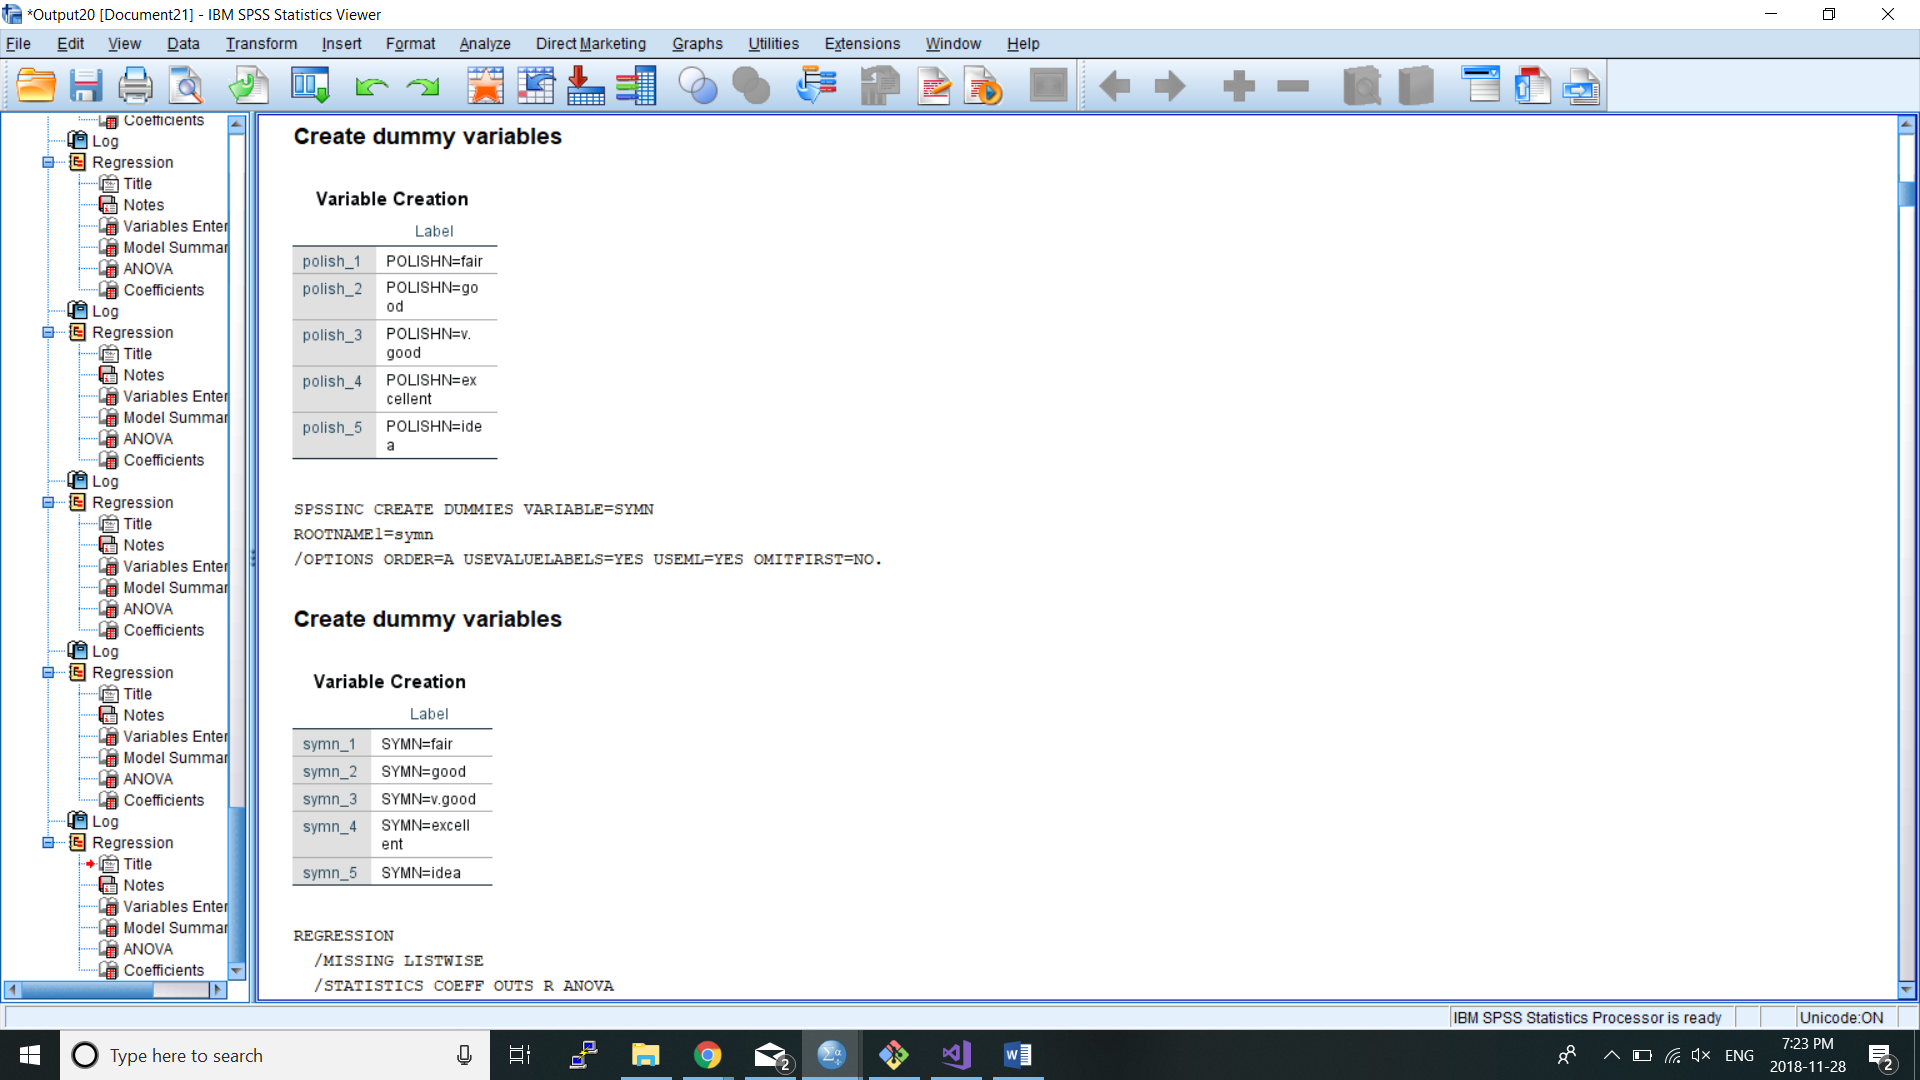 *Output20 [Document21] - IBM SPSS Statistics Viewer
File Edit View Data Transform Insert Format Analyze Direct Marketing Graphs Utilities Extensions Window Help
Coefficients
Log
Regression
Title
Notes
Variables Enter
Model Summar
ANOVA
Coefficients
Log
Regression
Title
Notes
Variables Enter
Model Summar
ANOVA
Coefficients
Log
Regression
Title
Notes
Variables Enter
Model Summar
ANOVA
Coefficients
Log
Regression
Title
Notes
Variables Enter
Model Summar
ANOVA
Coefficients
Log
Regression
Title
Notes
Variables Enter
Model Summar
ANOVA
Coefficients
Create dummy variables
Variable Creation
Label
polish_1 POLISHN=fair
polish_2 POLISHN=go
od
polish_3 POLISHN=v.
good
polish_4 POLISHN=ex
cellent
polish_5 POLISHN=ide
a
SPSSINC CREATE DUMMIES VARIABLE=SYMN
ROOTNAME1=symn
/OPTIONS ORDER=A USEVALUELABELS=YES USEML=YES OMITFIRST=NO.
Create dummy variables
Variable Creation
Label
symn_1 SYMN=fair
symn_2 SYMN=good
symn_3 SYMN=v.good
symn_4 SYMN=excell
ent
symn_5 SYMN=idea
REGRESSION
/MISSING LISTWISE
/STATISTICS COEFF OUTS R ANOVA
IBM SPSS Statistics Processor is ready Unicode:ON
Type here to search
2
ENG
7:23 PM
2018-11-28
2